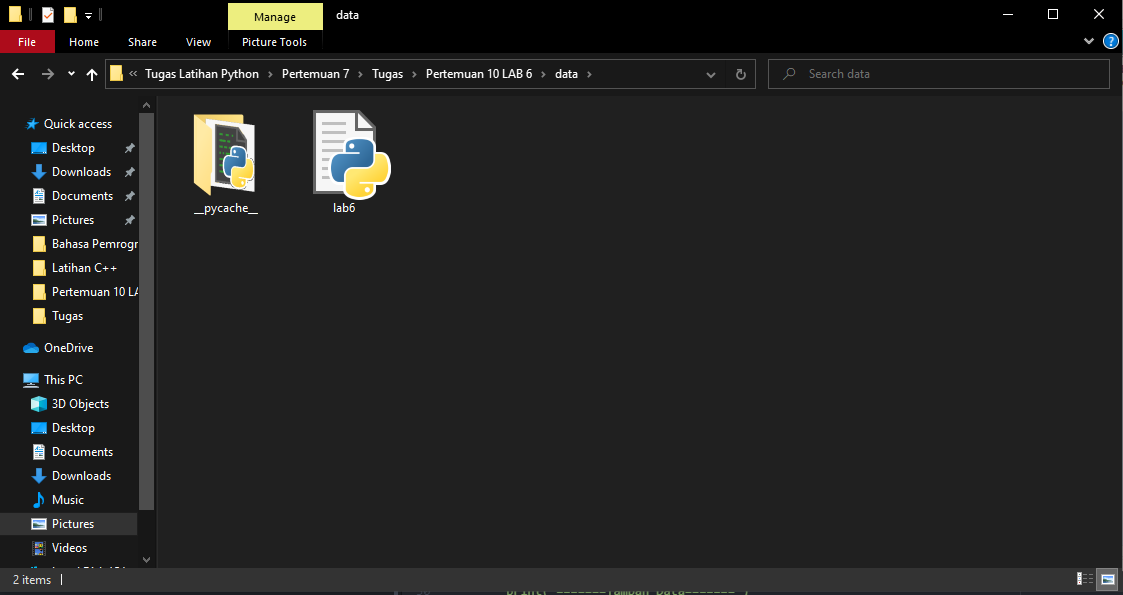 Manage
data
File
Home
Share
View
Picture Tools
« Tugas Latihan Python > Pertemuan 7 > Tugas > Pertemuan 10 LAB 6 > data >
Search data
Quick access
Desktop
Downloads
Documents
Pictures
Bahasa Pemrogr
Latihan C++
Pertemuan 10 LA
Tugas
OneDrive
This PC
3D Objects
Desktop
Documents
Downloads
Music
Pictures
Videos
__pycache__
lab6
2 items